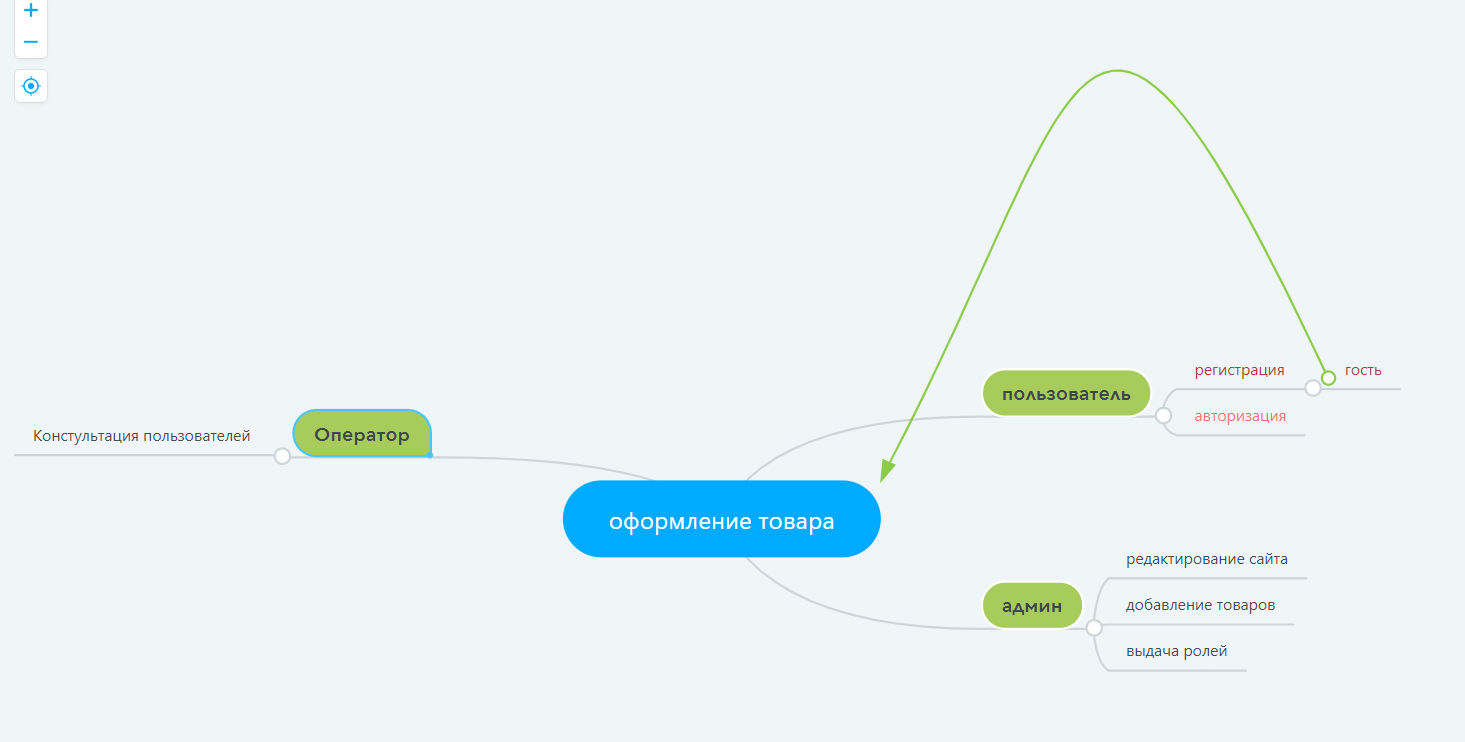 регистрация
гость
пользователь
авторизация
Оператор
Констультация пользователей
оформление товара
редактирование сайта
админ
добавление товаров
выдача ролей